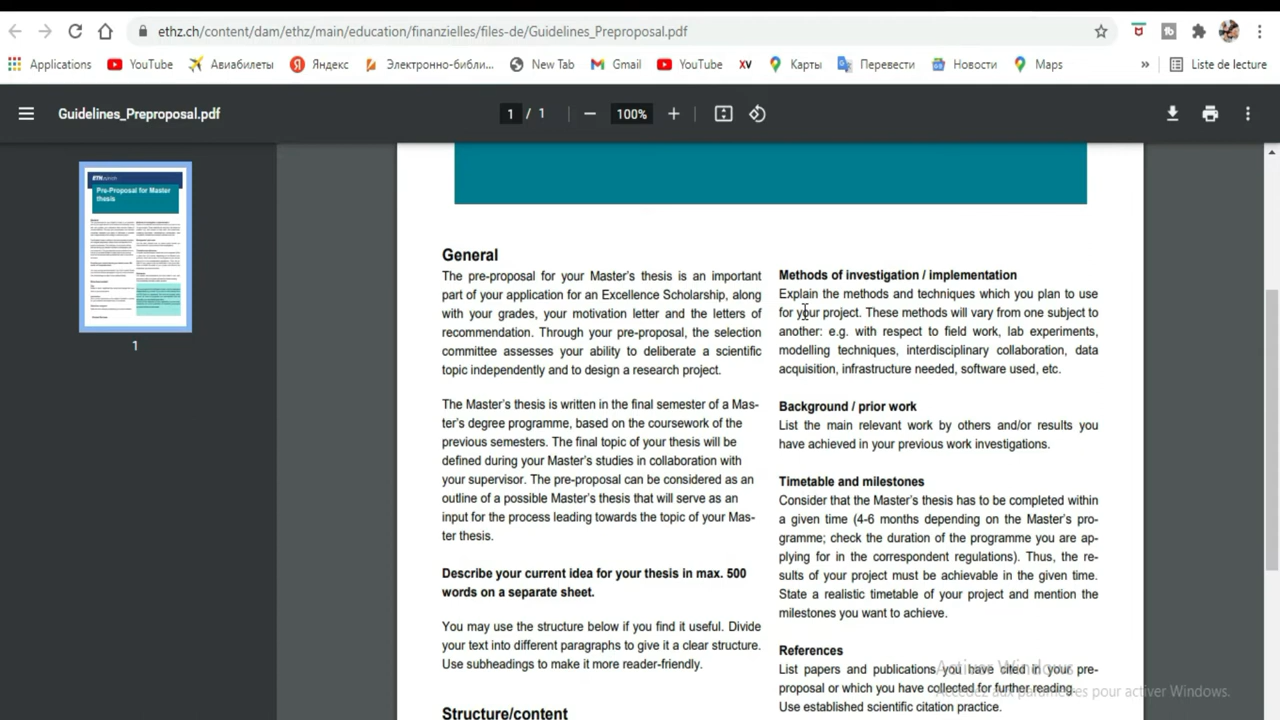 ethz.ch/content/dam/ethz/main/education/finanzielles/files-de/Guidelines_Preproposal.pdf
Applications YouTube Авиабилеты Яндекс Электронно-библи... New Tab Gmail YouTube XV Карты Перевести Новости Maps » Liste de lecture
Guidelines_Preproposal.pdf 1 / 1 100%
Pre-Proposal for Master
thesis
1
General
The pre-proposal for your Master's thesis is an important
part of your application for an Excellence Scholarship, along
with your grades, your motivation letter and the letters of
recommendation. Through your pre-proposal, the selection
committee assesses your ability to deliberate a scientific
topic independently and to design a research project.
The Master's thesis is written in the final semester of a Mas-
ter's degree programme, based on the coursework of the
previous semesters. The final topic of your thesis will be
defined during your Master's studies in collaboration with
your supervisor. The pre-proposal can be considered as an
outline of a possible Master's thesis that will serve as an
input for the process leading towards the topic of your Mas-
ter thesis.
Describe your current idea for your thesis in max. 500
words on a separate sheet.
You may use the structure below if you find it useful. Divide
your text into different paragraphs to give it a clear structure.
Use subheadings to make it more reader-friendly.
Structure/content
Methods of investigation / implementation
Explain the methods and techniques which you plan to use
for your project. These methods will vary from one subject to
another: e.g. with respect to field work, lab experiments,
modelling techniques, interdisciplinary collaboration, data
acquisition, infrastructure needed, software used, etc.
Background / prior work
List the main relevant work by others and/or results you
have achieved in your previous work investigations.
Timetable and milestones
Consider that the Master's thesis has to be completed within
a given time (4-6 months depending on the Master's pro-
gramme; check the duration of the programme you are ap-
plying for in the correspondent regulations). Thus, the re-
sults of your project must be achievable in the given time.
State a realistic timetable of your project and mention the
milestones you want to achieve.
References
List papers and publications you have cited in your pre-
proposal or which you have collected for further reading.
Use established scientific citation practice.
Activer Windows
Accédez aux paramètres pour activer Windows.